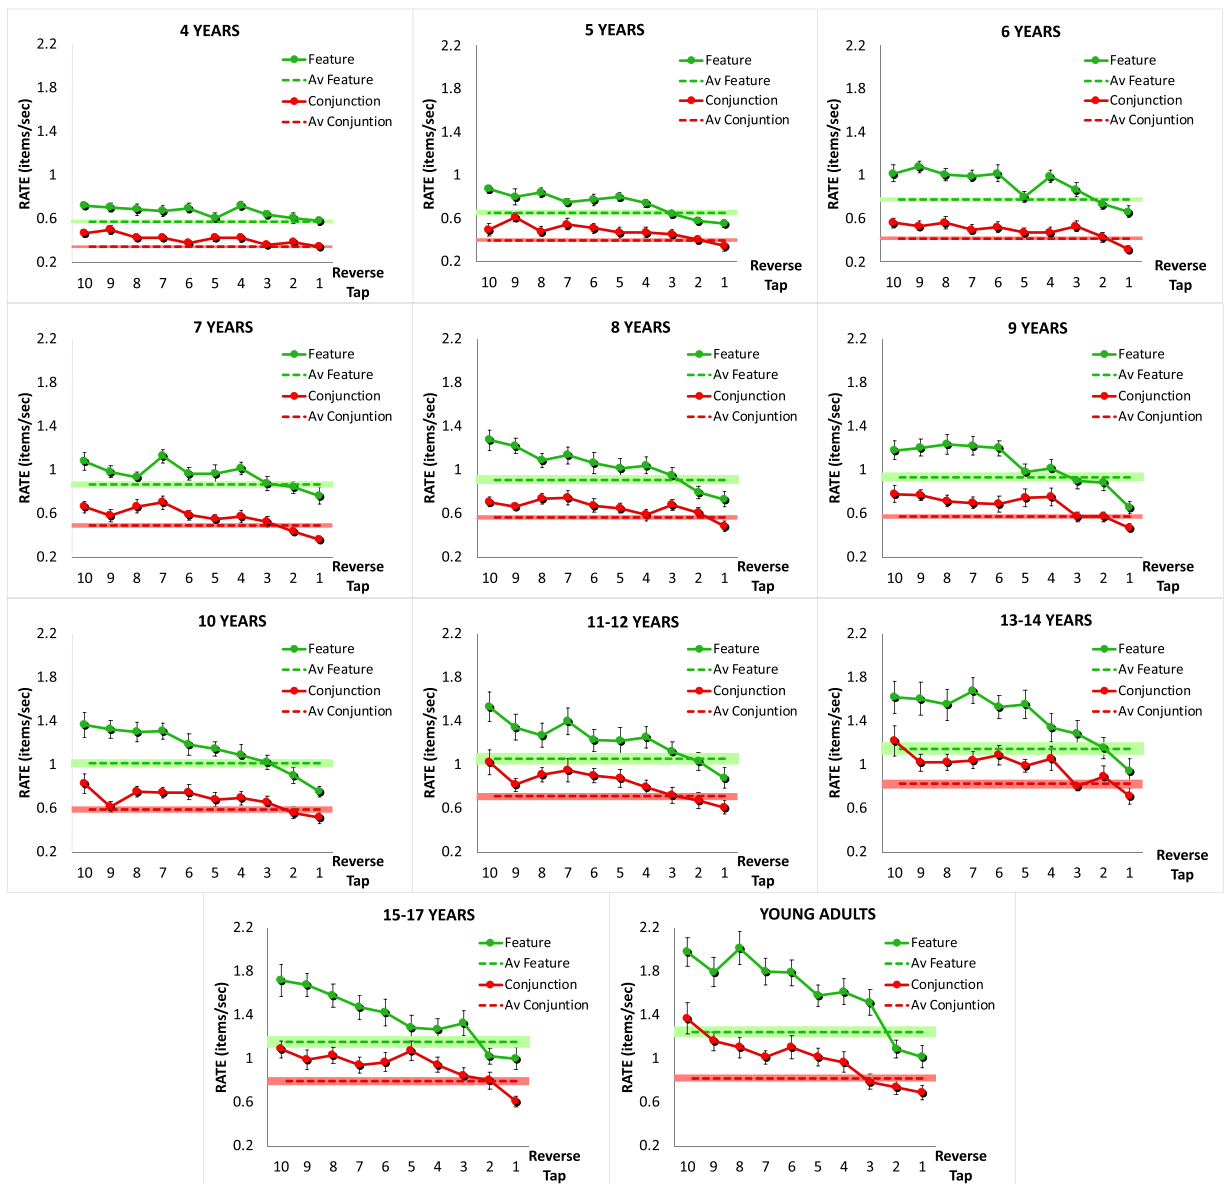 4 YEARS
2.2
1.8
1.4
1
0.6
0.2
RATE (items/sec)
Feature
Av Feature
Conjunction
Av Conjuntion
10 9 8 7 6 5 4 3 2 1
Reverse
Tap
5 YEARS
2.2
1.8
1.4
1
0.6
0.2
RATE (items/sec)
Feature
Av Feature
Conjunction
Av Conjuntion
10 9 8 7 6 5 4 3 2 1
Reverse
Tap
6 YEARS
2.2
1.8
1.4
1
0.6
0.2
RATE (items/sec)
Feature
Av Feature
Conjunction
Av Conjuntion
10 9 8 7 6 5 4 3 2 1
Reverse
Tap
7 YEARS
2.2
1.8
1.4
1
0.6
0.2
RATE (items/sec)
Feature
Av Feature
Conjunction
Av Conjuntion
10 9 8 7 6 5 4 3 2 1
Reverse
Tap
8 YEARS
2.2
1.8
1.4
1
0.6
0.2
RATE (items/sec)
Feature
Av Feature
Conjunction
Av Conjuntion
10 9 8 7 6 5 4 3 2 1
Reverse
Tap
9 YEARS
2.2
1.8
1.4
1
0.6
0.2
RATE (items/sec)
Feature
Av Feature
Conjunction
Av Conjuntion
10 9 8 7 6 5 4 3 2 1
Reverse
Tap
10 YEARS
2.2
1.8
1.4
1
0.6
0.2
RATE (items/sec)
Feature
Av Feature
Conjunction
Av Conjuntion
10 9 8 7 6 5 4 3 2 1
Reverse
Tap
11-12 YEARS
2.2
1.8
1.4
1
0.6
0.2
RATE (items/sec)
Feature
Av Feature
Conjunction
Av Conjuntion
10 9 8 7 6 5 4 3 2 1
Reverse
Tap
13-14 YEARS
2.2
1.8
1.4
1
0.6
0.2
RATE (items/sec)
Feature
Av Feature
Conjunction
Av Conjuntion
10 9 8 7 6 5 4 3 2 1
Reverse
Tap
15-17 YEARS
2.2
1.8
1.4
1
0.6
0.2
RATE (items/sec)
Feature
Av Feature
Conjunction
Av Conjuntion
10 9 8 7 6 5 4 3 2 1
Reverse
Tap
YOUNG ADULTS
2.2
1.8
1.4
1
0.6
0.2
RATE (items/sec)
Feature
Av Feature
Conjunction
Av Conjuntion
10 9 8 7 6 5 4 3 2 1
Reverse
Tap